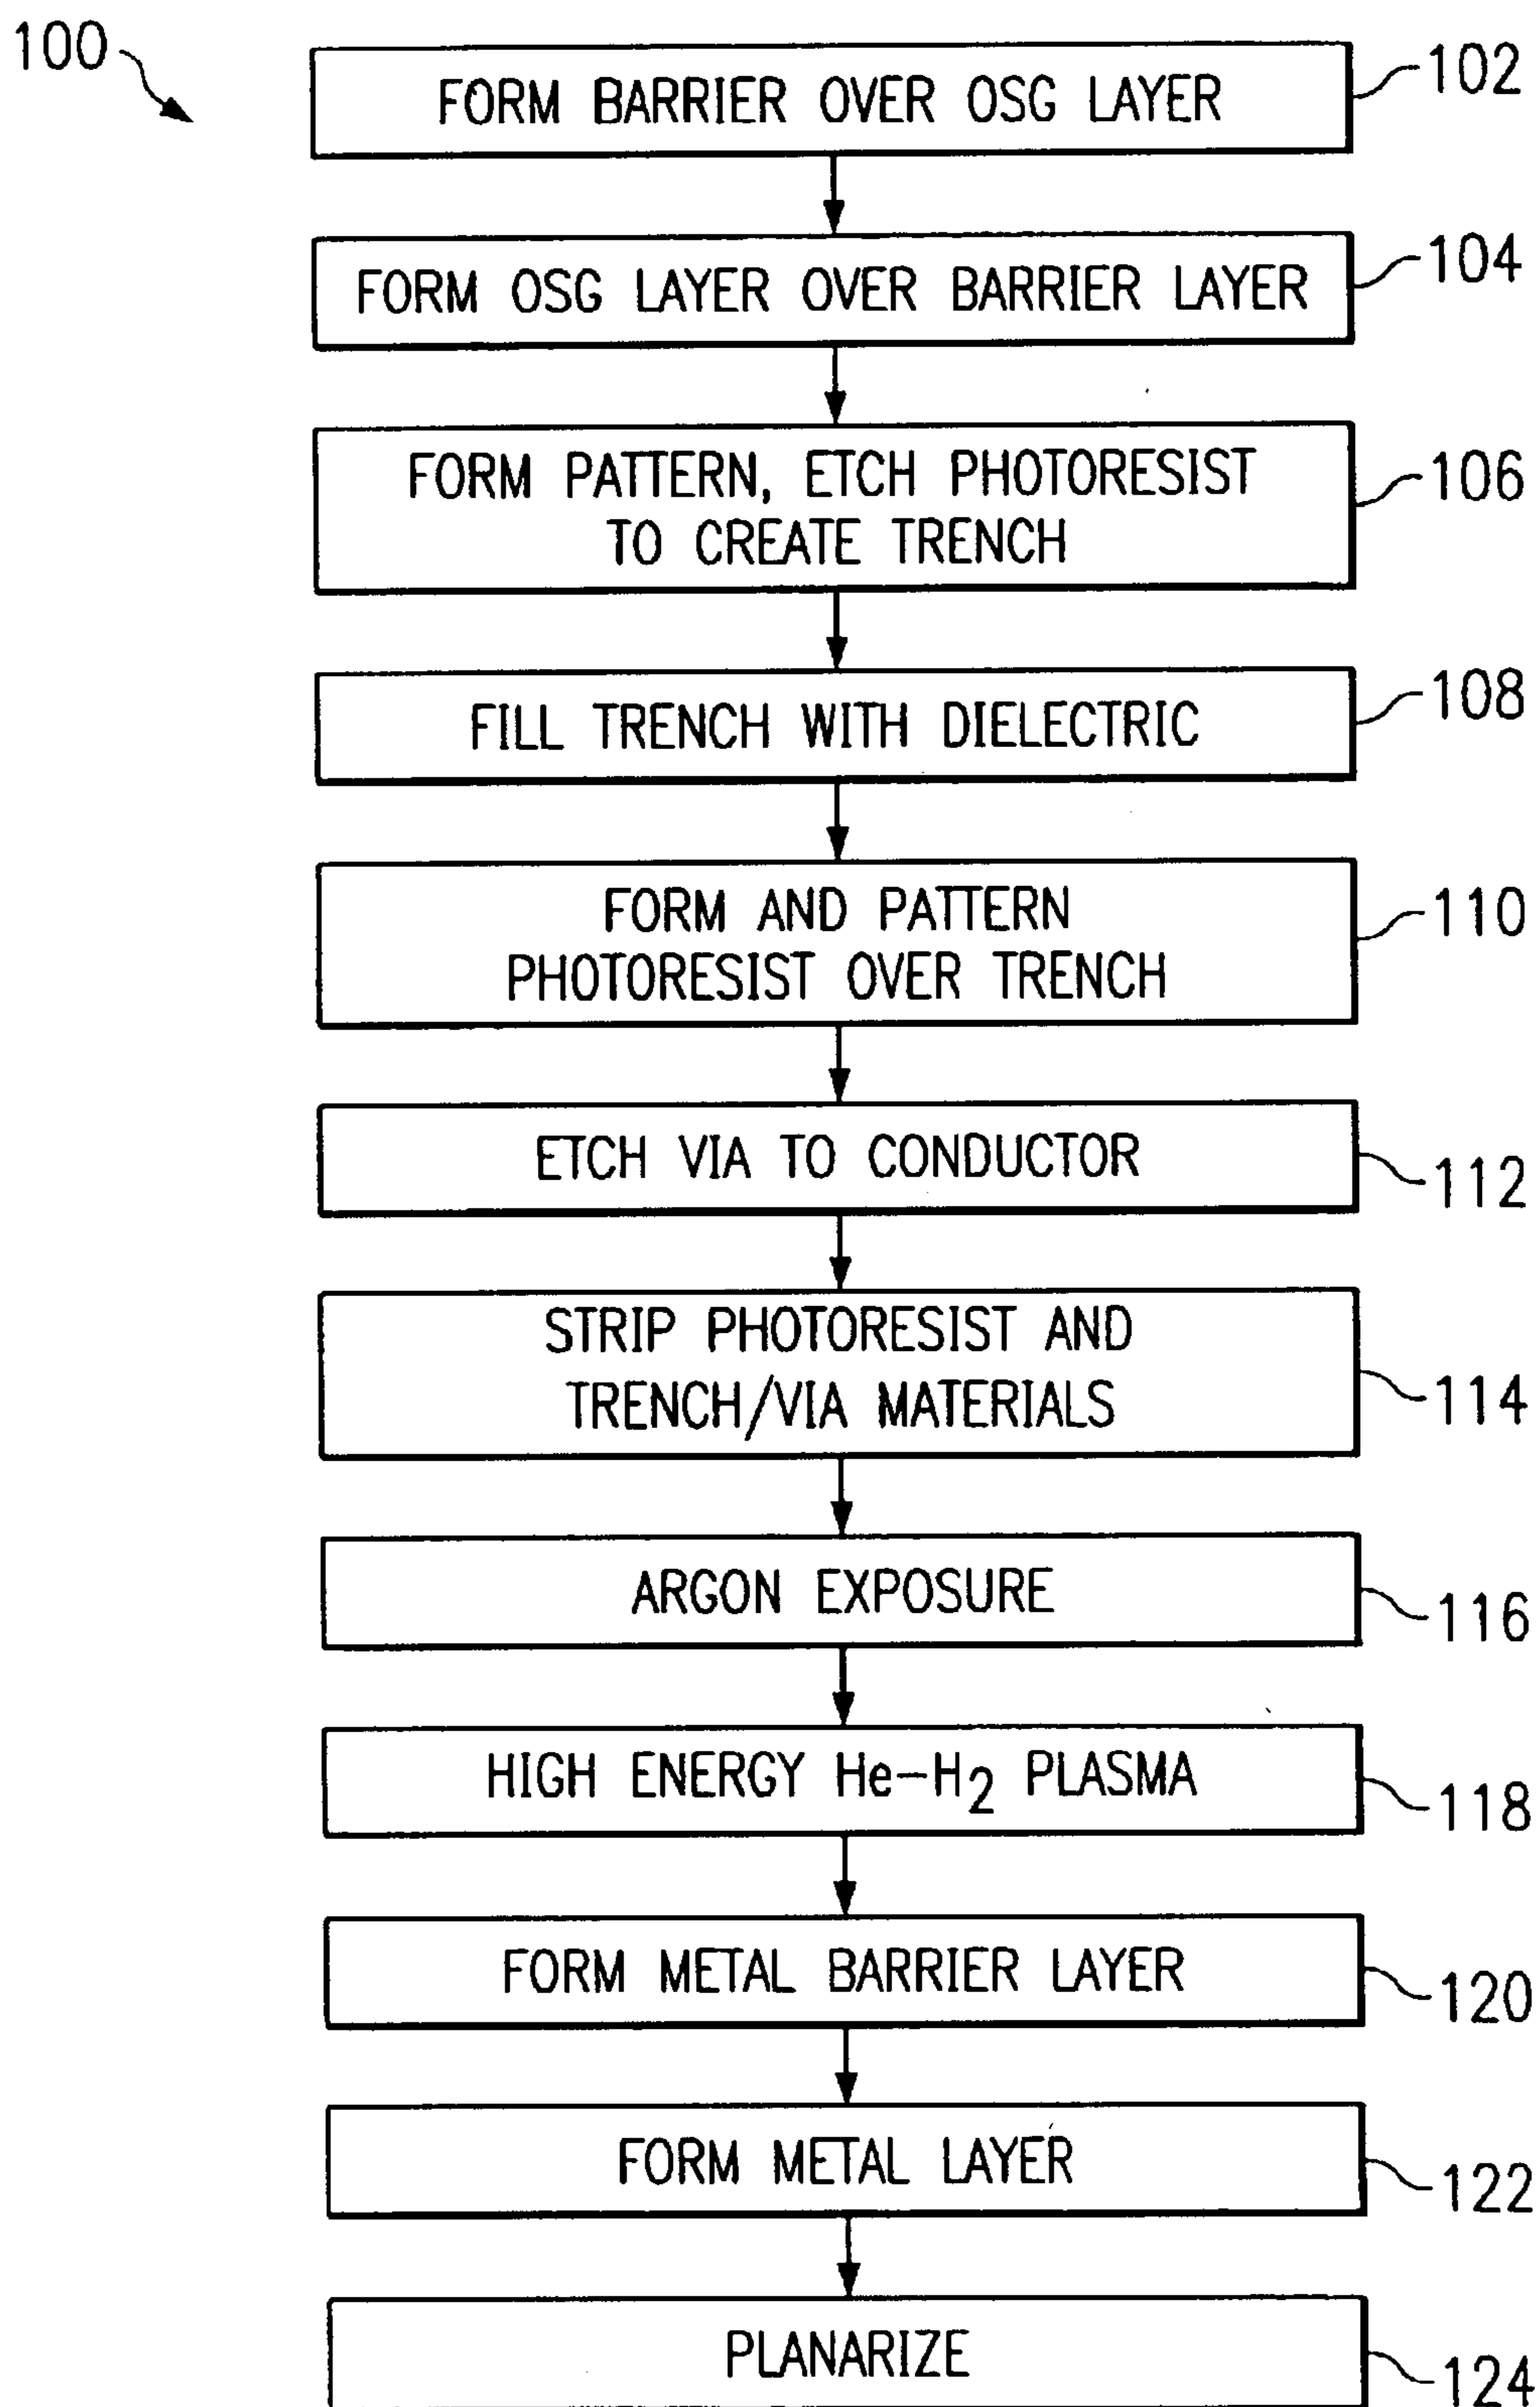 100
FORM BARRIER OVER OSG LAYER
102
FORM OSG LAYER OVER BARRIER LAYER
104
FORM PATTERN, ETCH PHOTORESIST
TO CREATE TRENCH
106
FILL TRENCH WITH DIELECTRIC
108
FORM AND PATTERN
PHOTORESIST OVER TRENCH
110
ETCH VIA TO CONDUCTOR
112
STRIP PHOTORESIST AND
TRENCH/VIA MATERIALS
114
ARGON EXPOSURE
116
HIGH ENERGY He–H2 PLASMA
118
FORM METAL BARRIER LAYER
120
FORM METAL LAYER
122
PLANARIZE
124